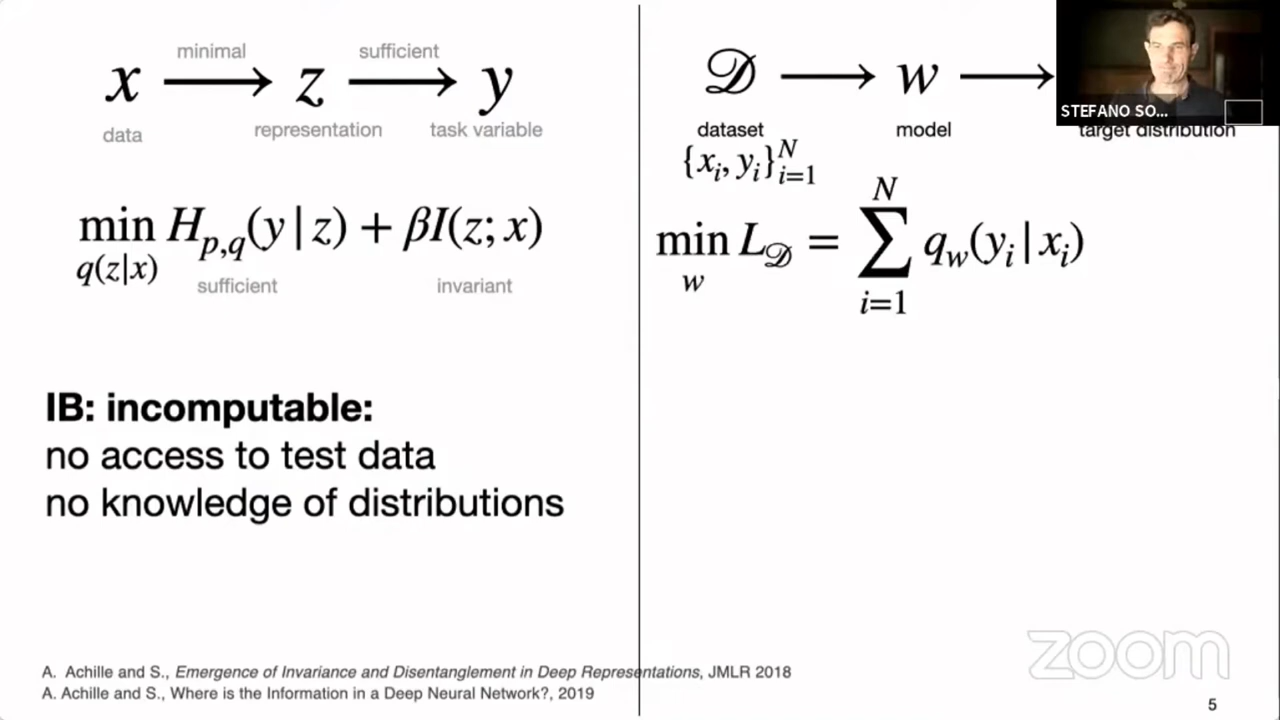 minimal sufficient
x → z → y
data representation task variable
min H_{p,q}(y|z) + βI(z; x)
q(z|x)
sufficient invariant
IB: incomputable:
no access to test data
no knowledge of distributions
𝒟 → w →
dataset model target distribution
{x_i, y_i}_{i=1}^N
min L_𝒟 = ∑_{i=1}^N q_w(y_i|x_i)
w
STEFANO SO...
A. Achille and S., Emergence of Invariance and Disentanglement in Deep Representations, JMLR 2018
A. Achille and S., Where is the Information in a Deep Neural Network?, 2019
zoom
5